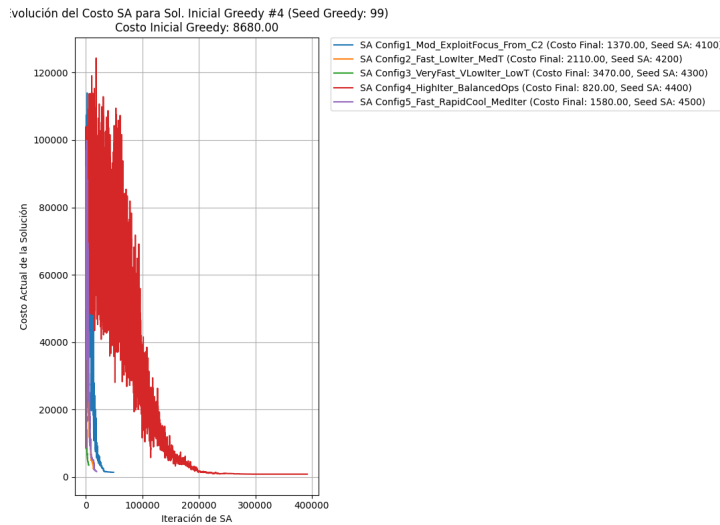 volución del Costo SA para Sol. Inicial Greedy #4 (Seed Greedy: 99)
Costo Inicial Greedy: 8680.00
SA Config1_Mod_ExploitFocus_From_C2 (Costo Final: 1370.00, Seed SA: 4100)
SA Config2_Fast_LowIter_MedT (Costo Final: 2110.00, Seed SA: 4200)
SA Config3_VeryFast_VLowIter_LowT (Costo Final: 3470.00, Seed SA: 4300)
SA Config4_HighIter_BalancedOps (Costo Final: 820.00, Seed SA: 4400)
SA Config5_Fast_RapidCool_MedIter (Costo Final: 1580.00, Seed SA: 4500)
Costo Actual de la Solución
120000
100000
80000
60000
40000
20000
0
0 100000 200000 300000 400000
Iteración de SA